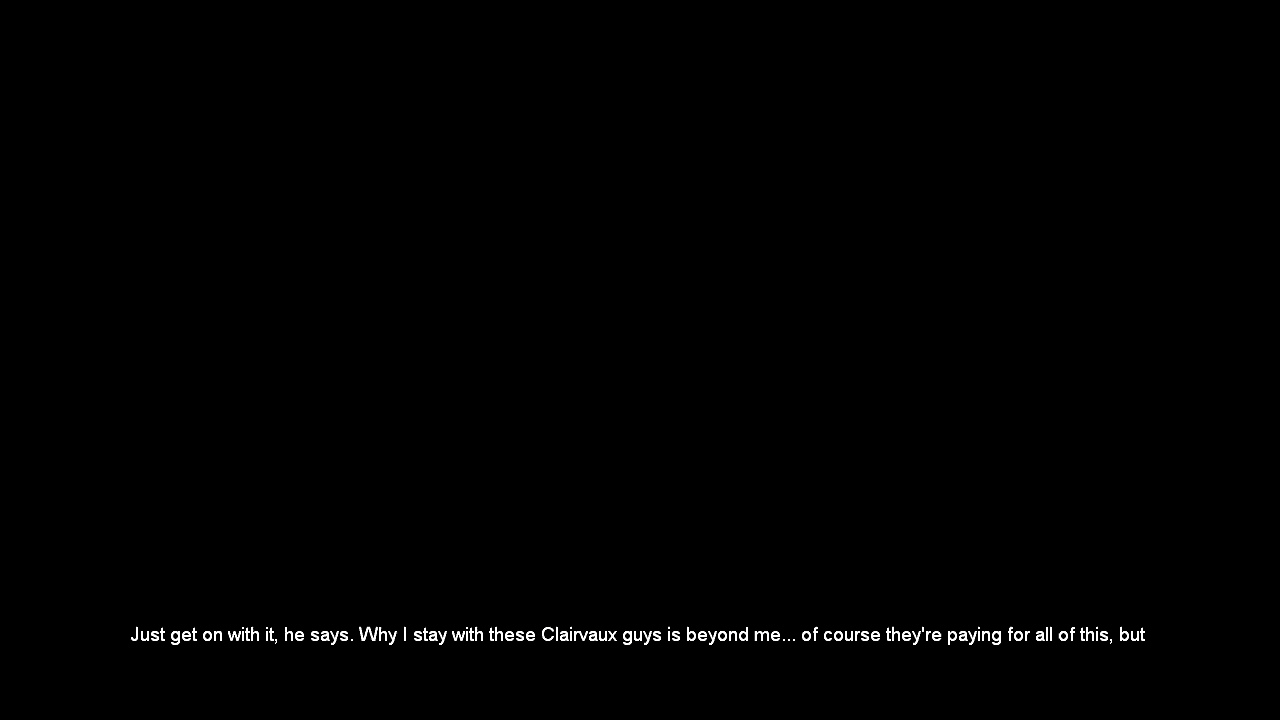 Just get on with it, he says. Why I stay with these Clairvaux guys is beyond me... of course they're paying for all of this, but